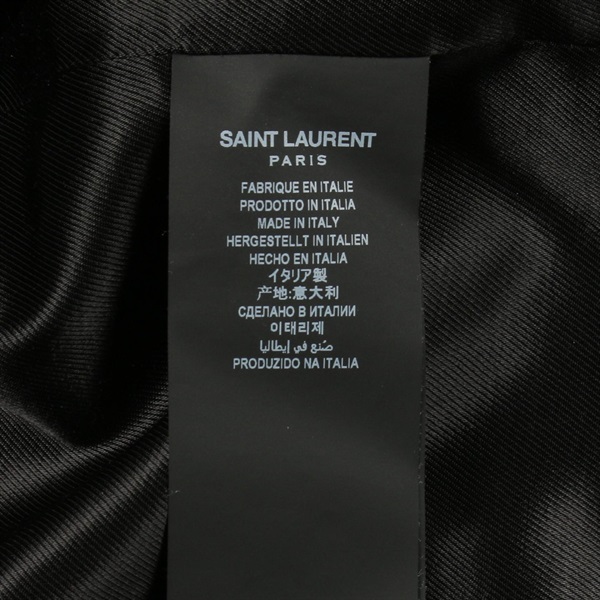 SAINT LAURENT
PARIS
FABRIQUE EN ITALIE
PRODOTTO IN ITALIA
MADE IN ITALY
HERGESTELLT IN ITALIEN
HECHO EN ITALIA
イタリア製
产地:意大利
СДЕЛАНО В ИТАЛИИ
이태리제
صُنع في إيطاليا
PRODUZIDO NA ITALIA